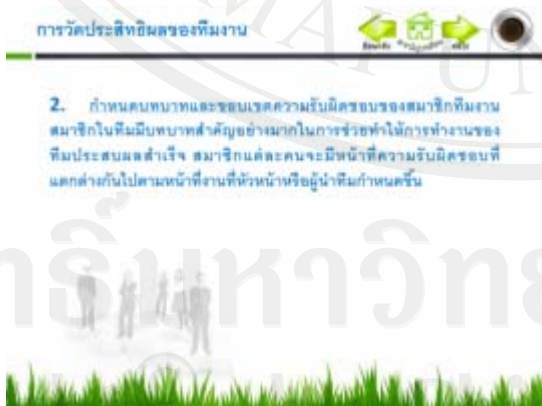 การวัดประสิทธิผลของทีมงาน
2. กำหนดบทบาทและขอบเขตความรับผิดชอบของสมาชิกทีมงาน
สมาชิกในทีมมีบทบาทสำคัญอย่างมากในการช่วยทำให้การทำงานของ
ทีมประสบผลสำเร็จ สมาชิกแต่ละคนจะมีหน้าที่ความรับผิดชอบที่
แตกต่างกันไปตามหน้าที่งานที่หัวหน้าหรือผู้นำทีมกำหนดขึ้น